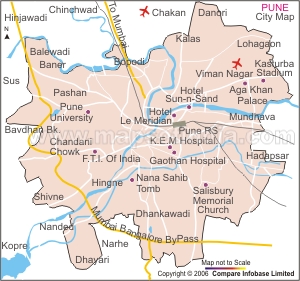 Chinchwad
To Mumbai
Chakan
Danori
PUNE
City Map
Hinjawadi
N
Balewadi
Baner
Bopodi
Kalas
Lohagaon
Sus
Viman Nagar
Kasturba
Stadium
Pashan
Pune
University
Hotel
Sun-n-Sand
Aga Khan
Palace
Hotel
Le Meridian
Mundhava
Bavdhan Bk.
Pune RS
Chandani
Chowk
K.E.M Hospital
F.T.I. Of India
Gaothan Hospital
Hadapsar
Hingne
Nana Sahib
Tomb
Salisbury
Memorial
Church
Shivne
Dhankawadi
Nanded
Mumbai Bangalore ByPass
Kopre
Narhe
Dhayari
Map not to Scale
Copyright © 2006 Compare Infobase Limited